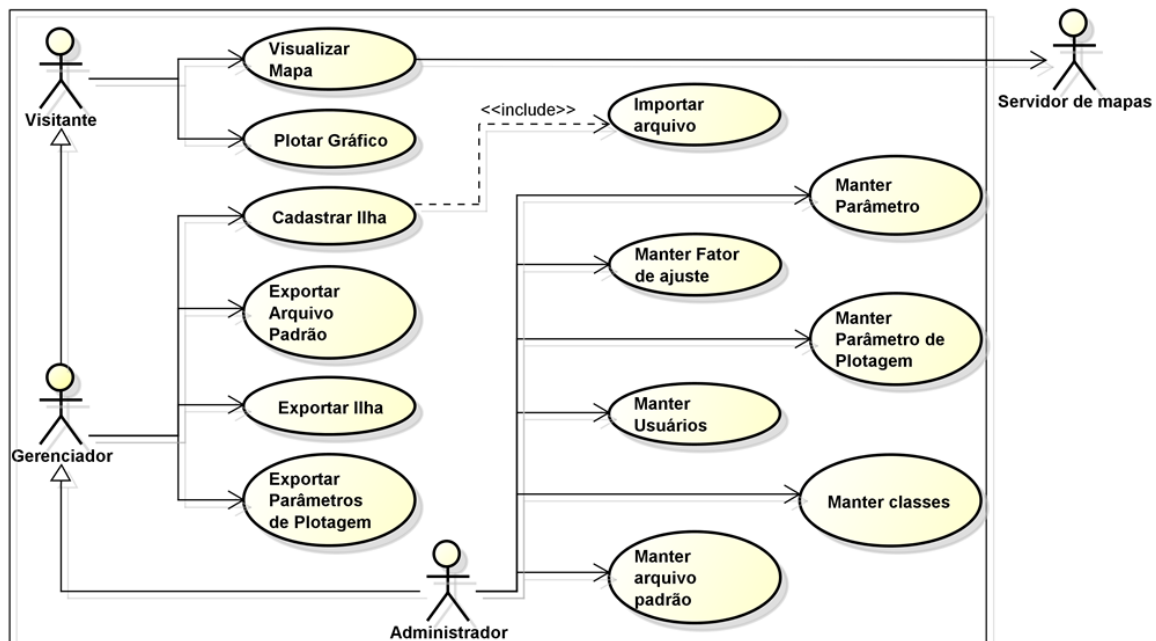 Visualizar
Mapa
Visitante
Servidor de mapas
<<include>>
Importar
arquivo
Plotar Gráfico
Manter
Parâmetro
Cadastrar Ilha
Manter Fator
de ajuste
Exportar
Arquivo
Padrão
Manter
Parâmetro de
Plotagem
Exportar Ilha
Manter
Usuários
Gerenciador
Exportar
Parâmetros
de Plotagem
Manter classes
Manter
arquivo
padrão
Administrador